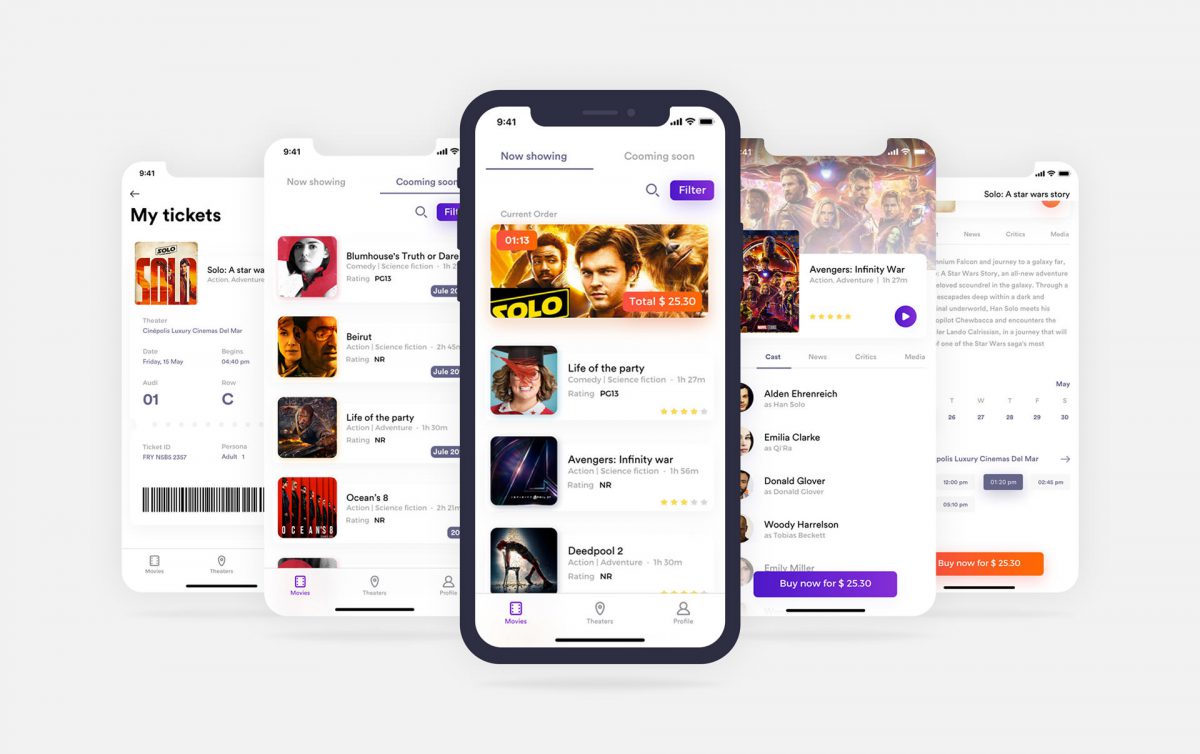 9:41
My tickets
SOLO
Solo: A star wa
Action, Adventure
Theater
Cinépolis Luxury Cinemas Del Mar
Date
Begins
Friday, 15 May
04:40 pm
Audi
Row
01
C
Ticket ID
Persona
FRY N5B5 2357
Adult 1
Movies
Theaters
9:41
Now showing
Cooming soon
Filt
Blumhouse's Truth or Dare
Comedy | Science fiction - 1h 2
Rating PG13
Jule 20
Beirut
Action | Science fiction - 2h 45m
Rating NR
Jule 20
Life of the party
Action | Adventure - 1h 30m
Rating NR
Jule 20
Ocean's 8
Action | Science fiction - 2h 21m
Rating NR
20
OCEAN'S 8
Movies
Theaters
Profile
9:41
Now showing
Cooming soon
Filter
Current Order
01:13
SOLO
Total $ 25.30
Life of the party
Comedy | Science fiction - 1h 27m
Rating PG13
Avengers: Infinity war
Action | Science fiction - 1h 56m
Rating NR
Deedpool 2
Action | Adventure - 1h 30m
Rating NR
Movies
Theaters
Profile
:41
Avengers: Infinity War
Action, Adventure | 1h 27m
Cast
News
Critics
Media
Alden Ehrenreich
as Han Solo
Emilia Clarke
as Qi'Ra
Donald Glover
as Donald Glover
Woody Harrelson
as Tobias Beckett
Emily Miller
Buy now for $ 25.30
Solo: A star wars story
t
News
Critics
Media
nnium Falcon and journey to a galaxy far,
: A Star Wars Story, an all-new adventure
eloved scoundrel in the galaxy. Through a
escapades deep within a dark and
inal underworld, Han Solo meets his
opilot Chewbacca and encounters the
ler Lando Calrissian, in a journey that will
f one of the Star Wars saga's most
May
T W T F S
26 27 28 29 30
polis Luxury Cinemas Del Mar
12:00 pm
01:20 pm
02:45 pm
05:10 pm
Buy now for $ 25.30